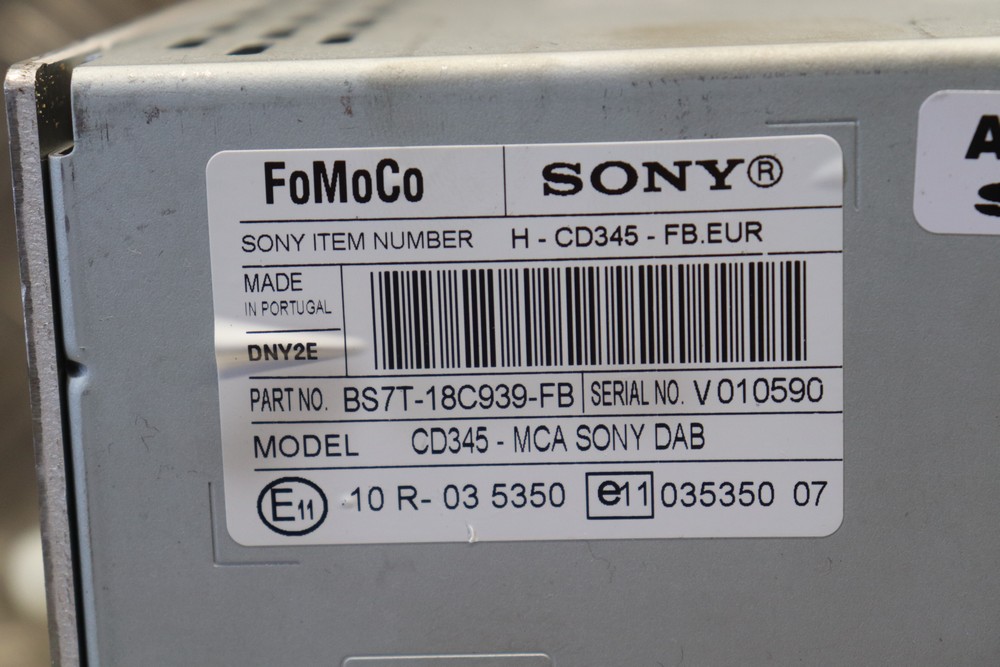 FoMoCo SONY®
SONY ITEM NUMBER H - CD345 - FB.EUR
MADE
IN PORTUGAL
DNY2E
PART NO. BS7T-18C939-FB SERIAL NO. V010590
MODEL CD345 - MCA SONY DAB
E11 10 R- 03 5350 e11 035350 07